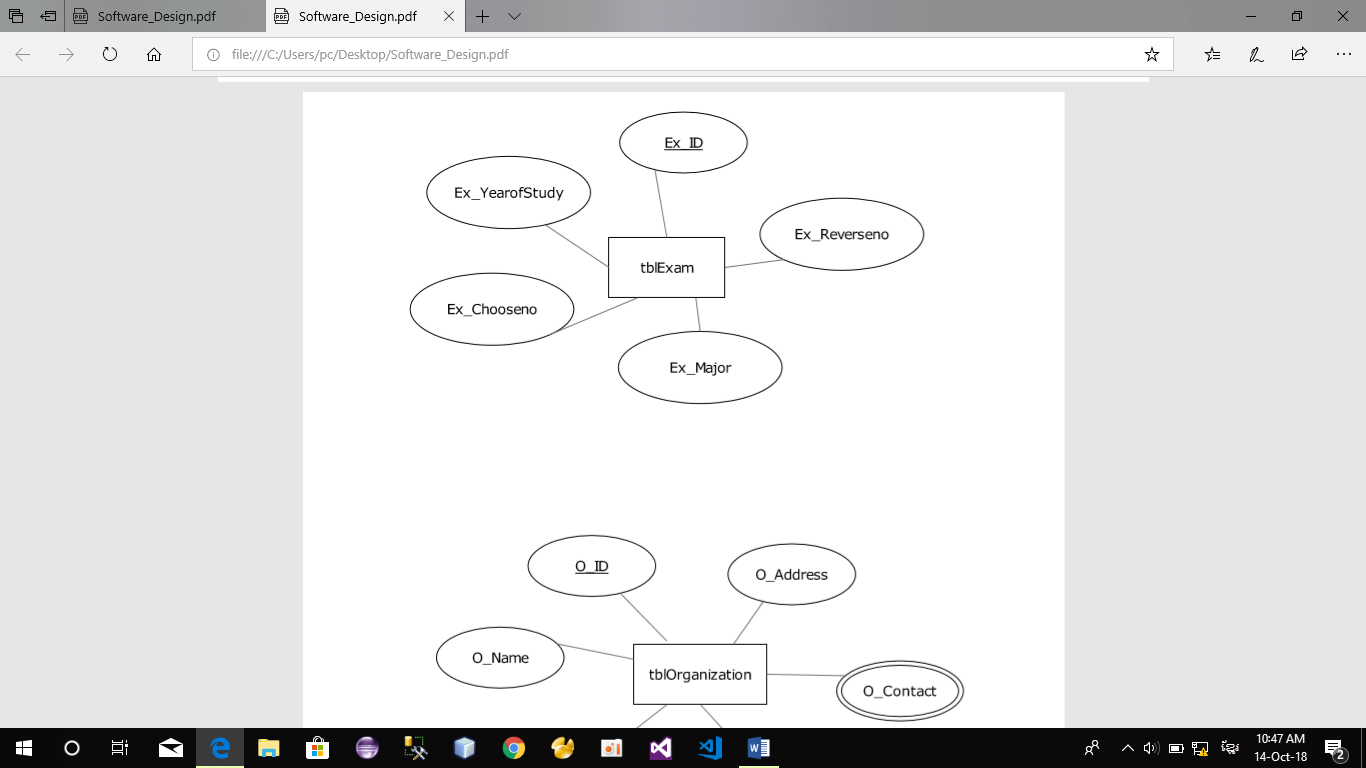 Software_Design.pdf
Software_Design.pdf
file:///C:/Users/pc/Desktop/Software_Design.pdf
Ex_ID
Ex_YearofStudy
Ex_Reverseno
tblExam
Ex_Chooseno
Ex_Major
O_ID
O_Address
O_Name
tblOrganization
O_Contact
10:47 AM
14-Oct-18
2